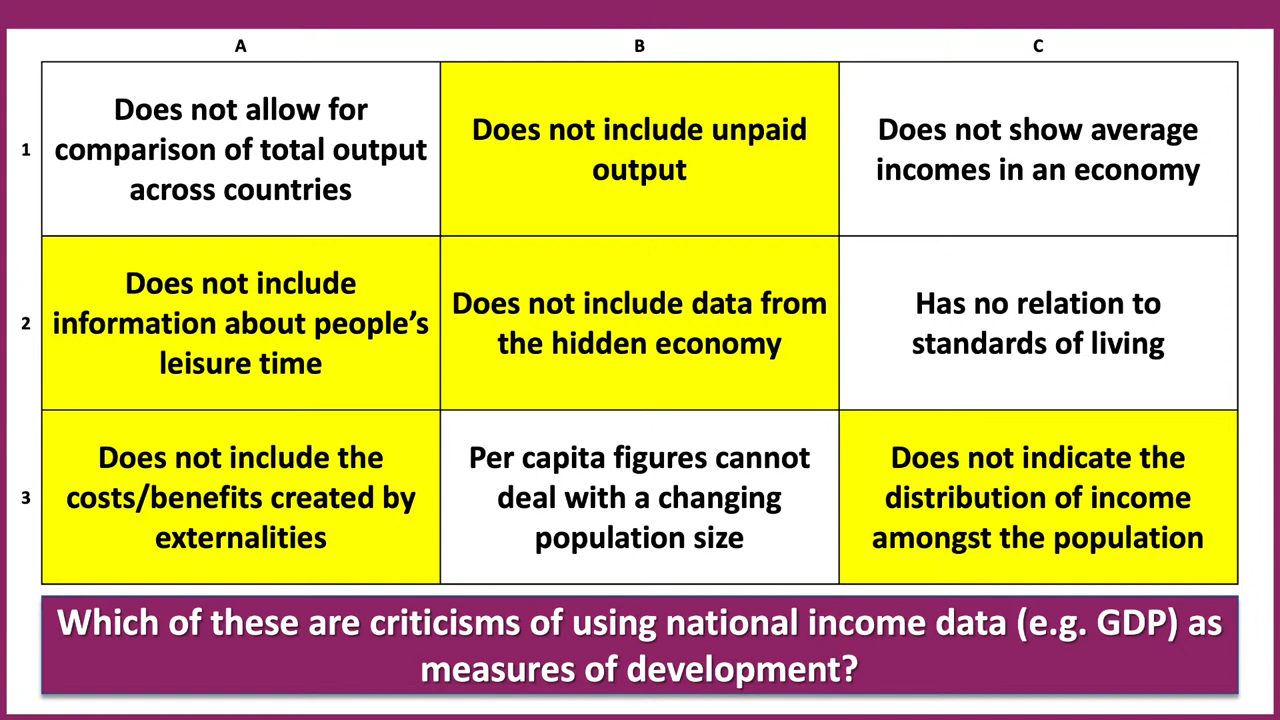 A
B
C
1
Does not allow for
comparison of total output
across countries
Does not include unpaid
output
Does not show average
incomes in an economy
2
Does not include
information about people’s
leisure time
Does not include data from
the hidden economy
Has no relation to
standards of living
3
Does not include the
costs/benefits created by
externalities
Per capita figures cannot
deal with a changing
population size
Does not indicate the
distribution of income
amongst the population
Which of these are criticisms of using national income data (e.g. GDP) as
measures of development?